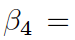 β₄ =